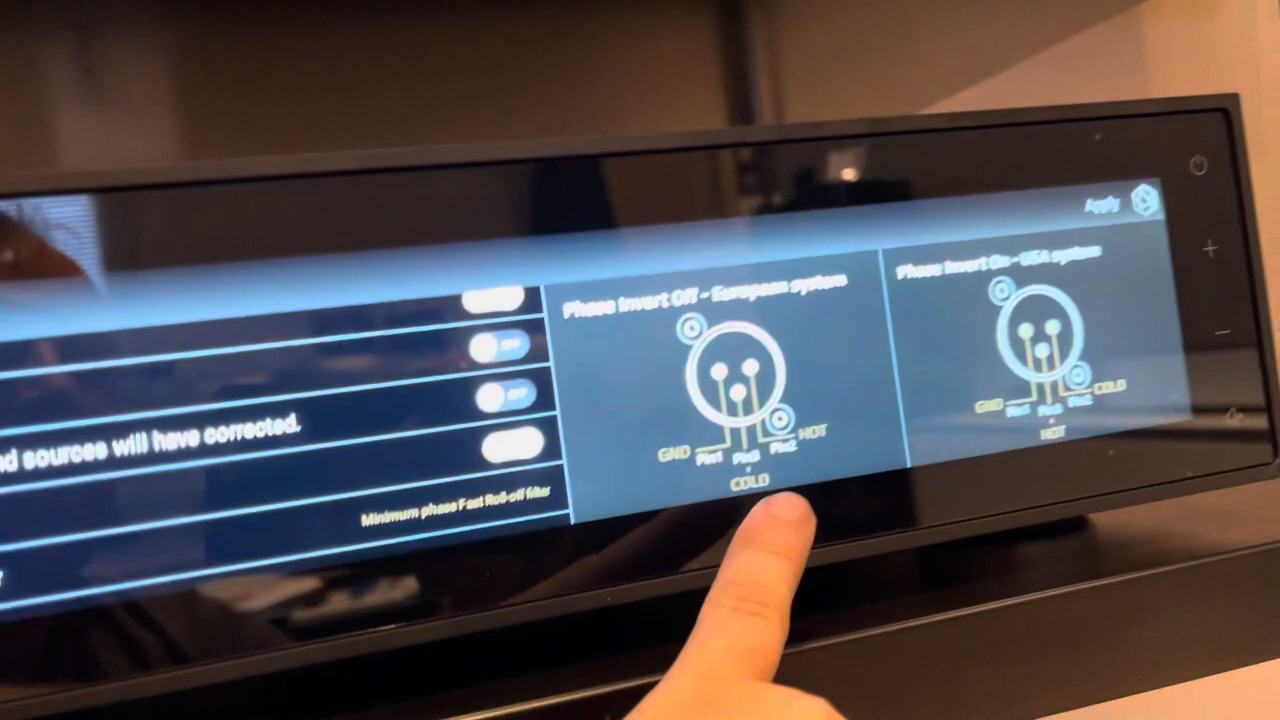 Apply
Phase Invert Off - European system
Phase Invert On - USA system
OFF
OFF
nd sources will have corrected.
Minimum phase Fast Roll-off filter
GND
Pin1
Pin3
Pin2
HOT
COLD
GND
Pin1
Pin3
Pin2
COLD
HOT